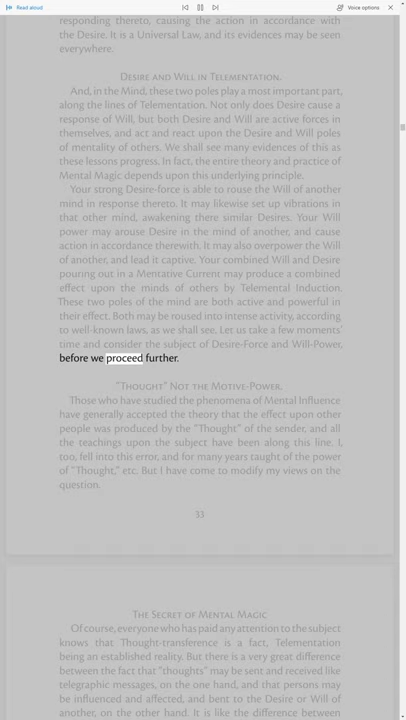 Read aloud
Voice options
responding thereto, causing the action in accordance with
the Desire. It is a Universal Law, and its evidences may be seen
everywhere.
Desire and Will in Telementation.
And, in the Mind, these two poles play a most important part,
along the lines of Telementation. Not only does Desire cause a
response of Will, but both Desire and Will are active forces in
themselves, and act and react upon the Desire and Will poles
of mentality of others. We shall see many evidences of this as
these lessons progress. In fact, the entire theory and practice of
Mental Magic depends upon this underlying principle.
Your strong Desire-force is able to rouse the Will of another
mind in response thereto. It may likewise set up vibrations in
that other mind, awakening there similar Desires. Your Will
power may arouse Desire in the mind of another, and cause
action in accordance therewith. It may also overpower the Will
of another, and lead it captive. Your combined Will and Desire
pouring out in a Mentative Current may produce a combined
effect upon the minds of others by Telemental Induction.
These two poles of the mind are both active and powerful in
their effect. Both may be roused into intense activity, according
to well-known laws, as we shall see. Let us take a few moments'
time and consider the subject of Desire-Force and Will-Power,
before we proceed further.
"Thought" Not the Motive-Power.
Those who have studied the phenomena of Mental Influence
have generally accepted the theory that the effect upon other
people was produced by the "Thought" of the sender, and all
the teachings upon the subject have been along this line. I,
too, fell into this error, and for many years taught of the power
of "Thought," etc. But I have come to modify my views on the
question.
33
The Secret of Mental Magic
Of course, everyone who has paid any attention to the subject
knows that Thought-transference is a fact, Telementation
being an established reality. But there is a very great difference
between the fact that "thoughts" may be sent and received like
telegraphic messages, on the one hand, and that persons may
be influenced and affected, and bent to the Desire or Will of
another, on the other hand. It is like the difference between